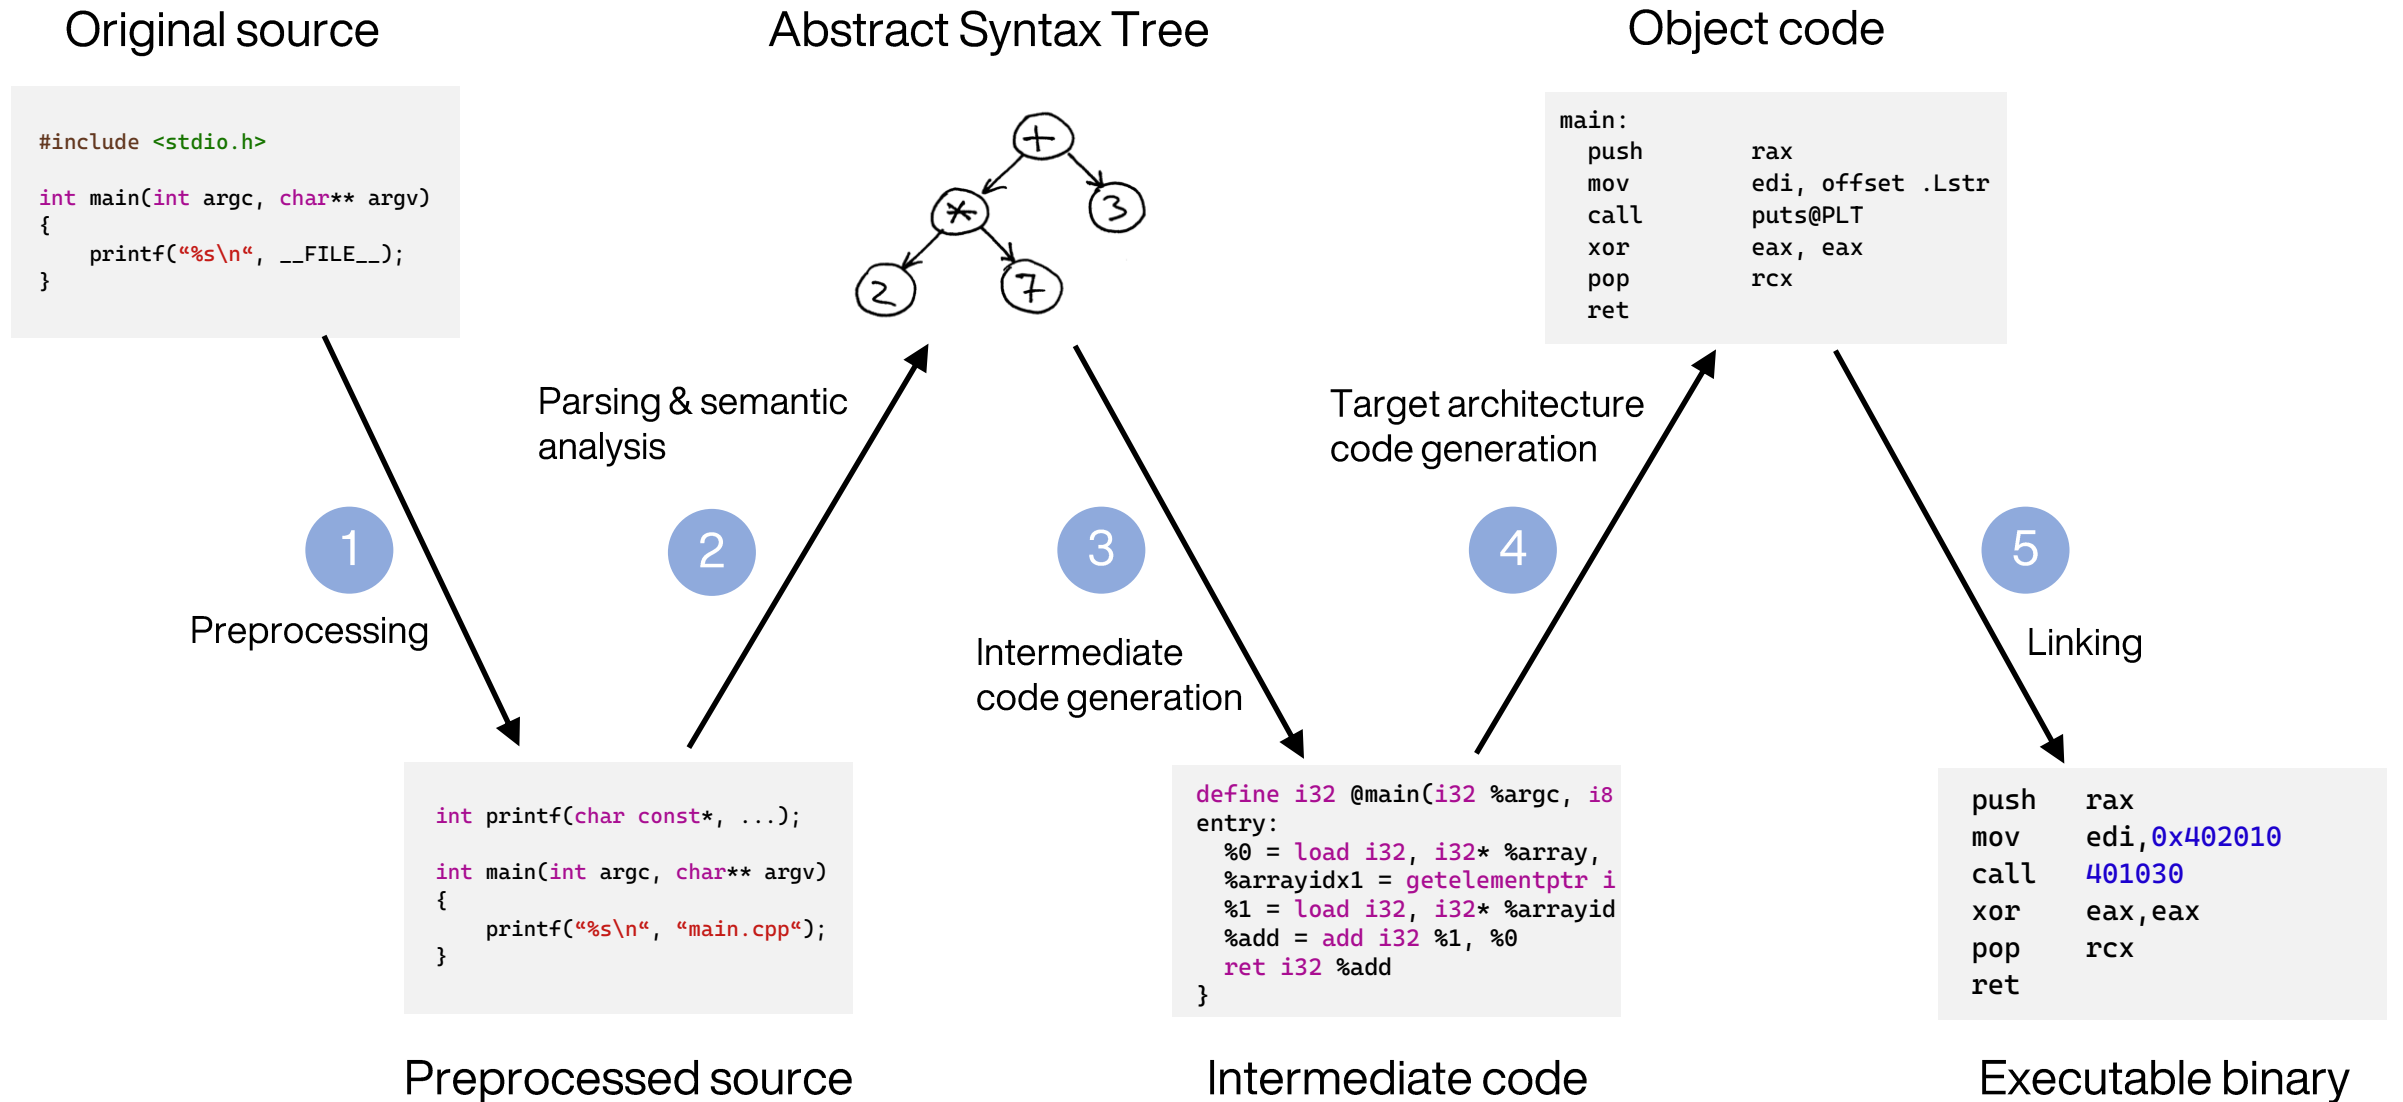 Original source
#include <stdio.h>
int main(int argc, char** argv)
{
    printf(“%s\n“, __FILE__);
}
1
Preprocessing
int printf(char const*, ...);
int main(int argc, char** argv)
{
    printf(“%s\n“, “main.cpp“);
}
Preprocessed source
Parsing & semantic
analysis
2
Abstract Syntax Tree
+
*
3
2
7
3
Intermediate
code generation
define i32 @main(i32 %argc, i8
entry:
  %0 = load i32, i32* %array,
  %arrayidx1 = getelementptr i
  %1 = load i32, i32* %arrayid
  %add = add i32 %1, %0
  ret i32 %add
}
Intermediate code
Target architecture
code generation
4
Object code
main:
  push rax
  mov edi, offset .Lstr
  call puts@PLT
  xor eax, eax
  pop rcx
  ret
5
Linking
push rax
mov edi,0x402010
call 401030
xor eax,eax
pop rcx
ret
Executable binary